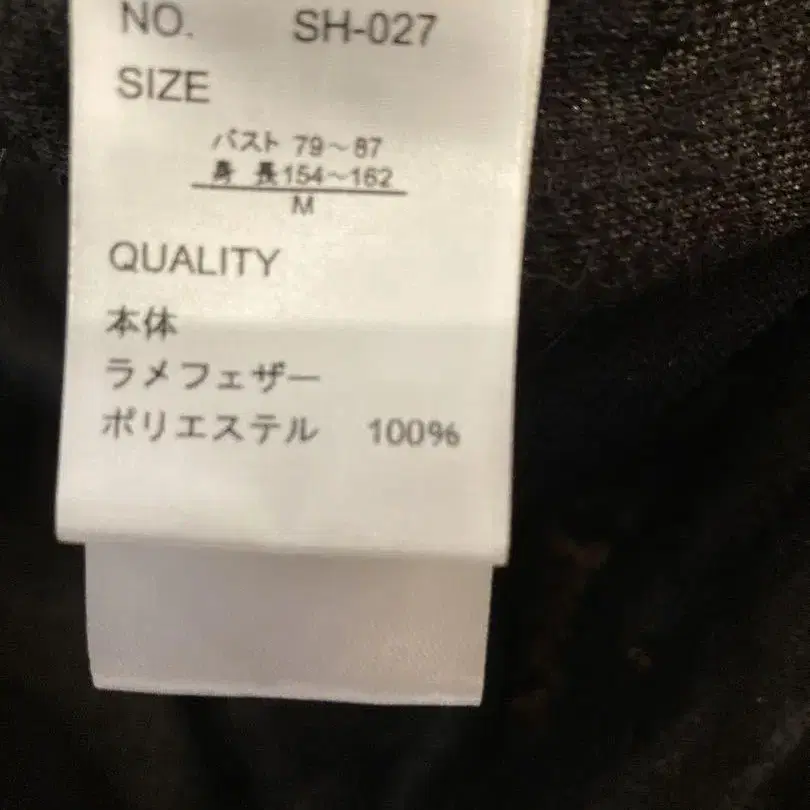 NO. SH-027
SIZE
バスト 79～87
身 長154～162
M
QUALITY
本体
ラメフェザー
ポリエステル 100%